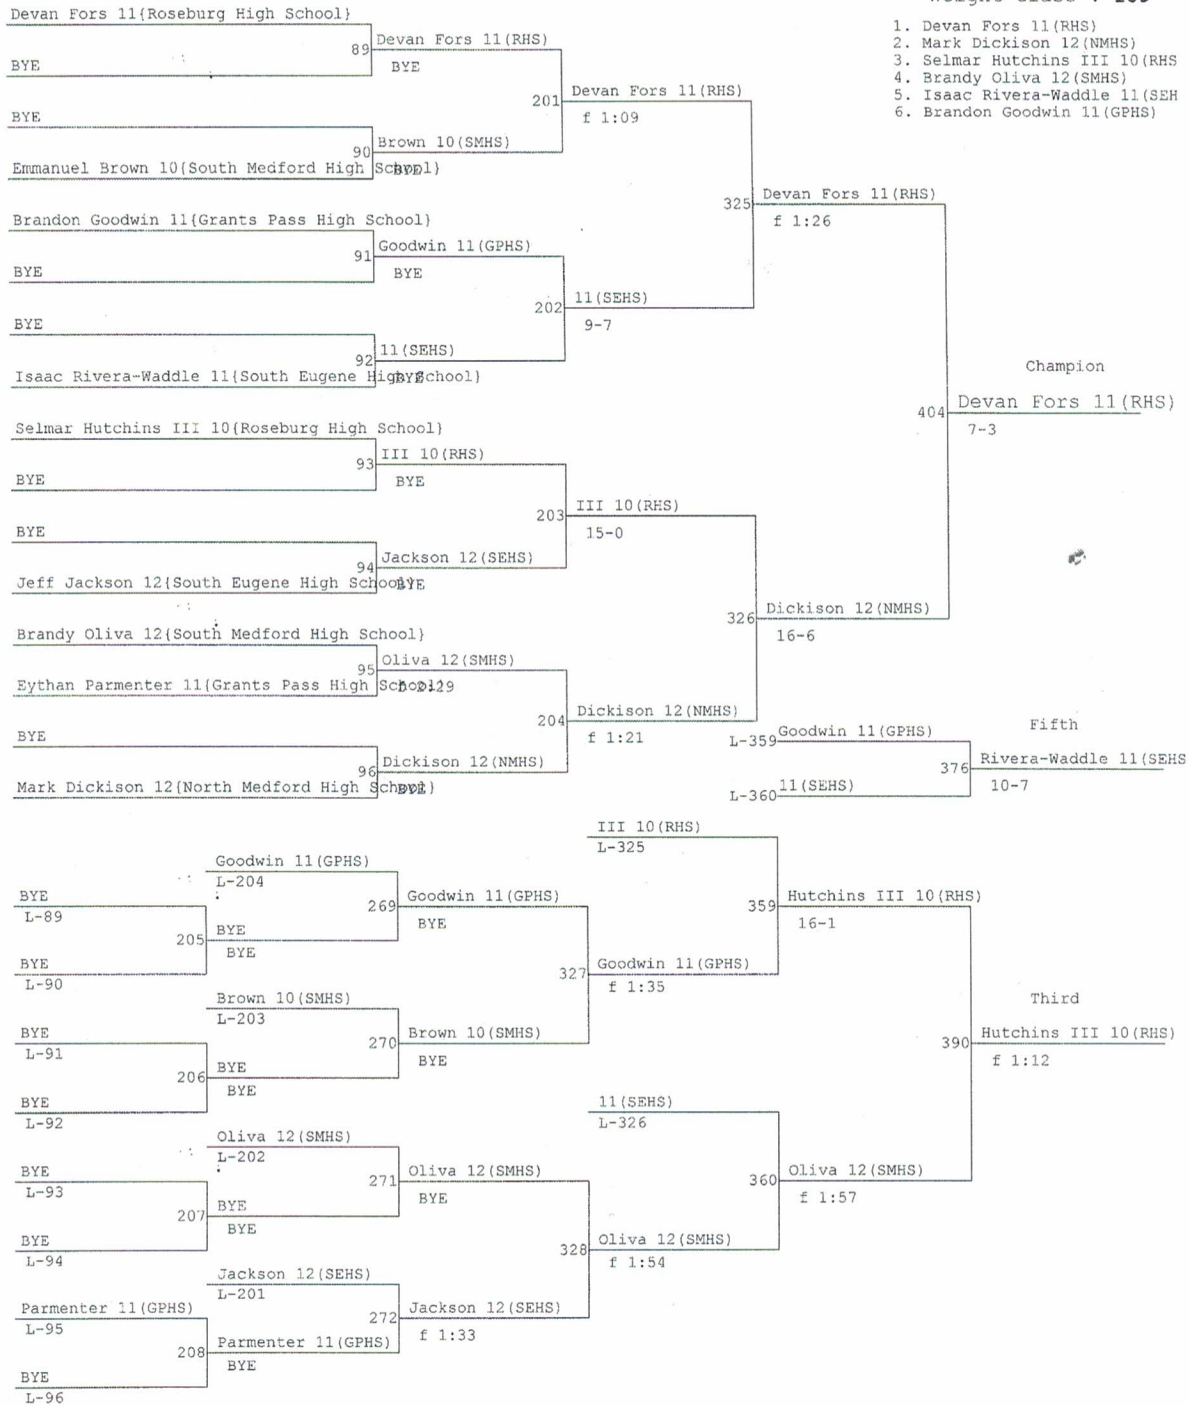 Weight Class : 285
1. Devan Fors 11(RHS)
2. Mark Dickison 12(NMHS)
3. Selmar Hutchins III 10(RHS
4. Brandy Oliva 12(SMHS)
5. Isaac Rivera-Waddle 11(SEH
6. Brandon Goodwin 11(GPHS)
Devan Fors 11{Roseburg High School}
89 Devan Fors 11(RHS)
BYE
BYE
201 Devan Fors 11(RHS)
f 1:09
BYE
90 Brown 10(SMHS)
Emmanuel Brown 10{South Medford High School}
BYE
325 Devan Fors 11(RHS)
f 1:26
Brandon Goodwin 11{Grants Pass High School}
91 Goodwin 11(GPHS)
BYE
BYE
202 11(SEHS)
9-7
BYE
92 11(SEHS)
Isaac Rivera-Waddle 11{South Eugene High School}
BYE
Champion
404 Devan Fors 11(RHS)
7-3
Selmar Hutchins III 10{Roseburg High School}
93 III 10(RHS)
BYE
BYE
203 III 10(RHS)
15-0
BYE
94 Jackson 12(SEHS)
Jeff Jackson 12{South Eugene High School}
BYE
326 Dickison 12(NMHS)
16-6
Brandy Oliva 12{South Medford High School}
95 Oliva 12(SMHS)
Eythan Parmenter 11{Grants Pass High School}
2:29
204 Dickison 12(NMHS)
f 1:21
BYE
96 Dickison 12(NMHS)
Mark Dickison 12{North Medford High School}
BYE
Fifth
L-359 Goodwin 11(GPHS)
376 Rivera-Waddle 11(SEHS
10-7
L-360 11(SEHS)
III 10(RHS)
L-325
Goodwin 11(GPHS)
L-204
BYE
L-89
269 Goodwin 11(GPHS)
BYE
359 Hutchins III 10(RHS)
16-1
205 BYE
BYE
BYE
L-90
327 Goodwin 11(GPHS)
f 1:35
Brown 10(SMHS)
L-203
Third
BYE
L-91
270 Brown 10(SMHS)
BYE
390 Hutchins III 10(RHS)
f 1:12
206 BYE
BYE
BYE
L-92
11(SEHS)
L-326
Oliva 12(SMHS)
L-202
BYE
L-93
271 Oliva 12(SMHS)
BYE
360 Oliva 12(SMHS)
f 1:57
207 BYE
BYE
BYE
L-94
328 Oliva 12(SMHS)
f 1:54
Jackson 12(SEHS)
L-201
Parmenter 11(GPHS)
L-95
272 Jackson 12(SEHS)
f 1:33
208 Parmenter 11(GPHS)
BYE
BYE
L-96